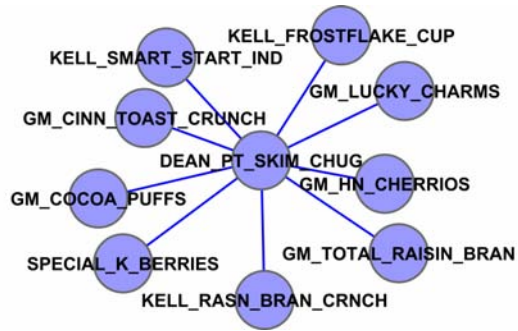 KELL_FROSTFLAKE_CUP
KELL_SMART_START_IND
GM_LUCKY_CHARMS
GM_CINN_TOAST_CRUNCH
DEAN_PT_SKIM_CHUG
GM_HN_CHERRIOS
GM_COCOA_PUFFS
GM_TOTAL_RAISIN_BRAN
SPECIAL_K_BERRIES
KELL_RASN_BRAN_CRNCH